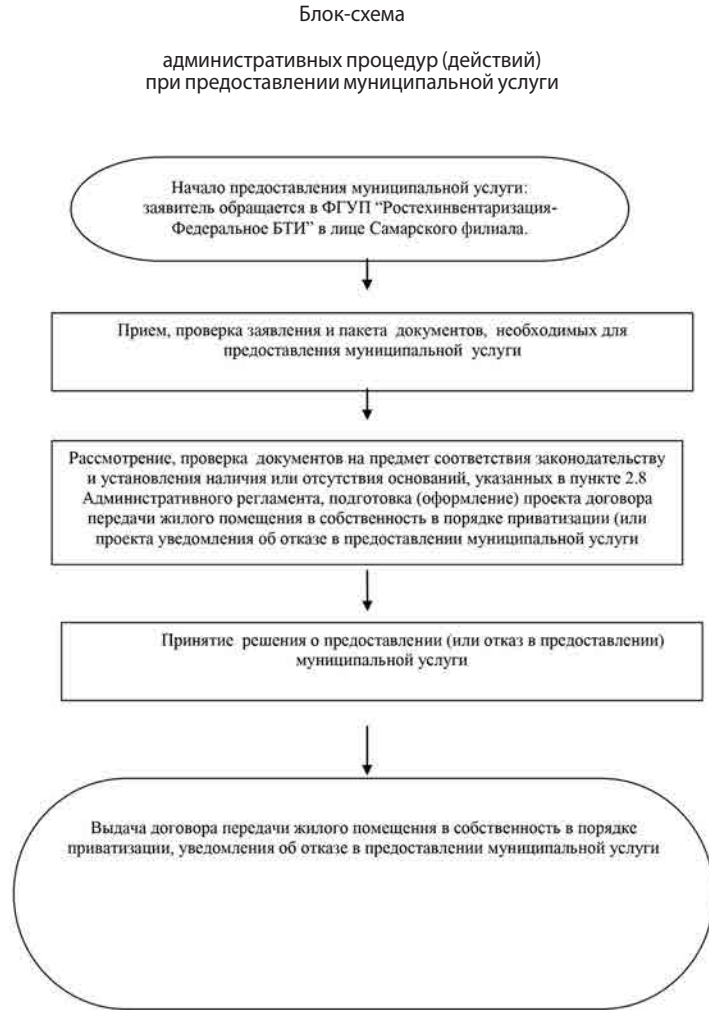 Блок-схема
административных процедур (действий)
при предоставлении муниципальной услуги
Начало предоставления муниципальной услуги:
заявитель обращается в ФГУП “Ростехинвентаризация-
Федеральное БТИ” в лице Самарского филиала.
Прием, проверка заявления и пакета документов, необходимых для
предоставления муниципальной услуги
Рассмотрение, проверка документов на предмет соответствия законодательству
и установления наличия или отсутствия оснований, указанных в пункте 2.8
Административного регламента, подготовка (оформление) проекта договора
передачи жилого помещения в собственность в порядке приватизации (или
проекта уведомления об отказе в предоставлении муниципальной услуги
Принятие решения о предоставлении (или отказ в предоставлении)
муниципальной услуги
Выдача договора передачи жилого помещения в собственность в порядке
приватизации, уведомления об отказе в предоставлении муниципальной услуги